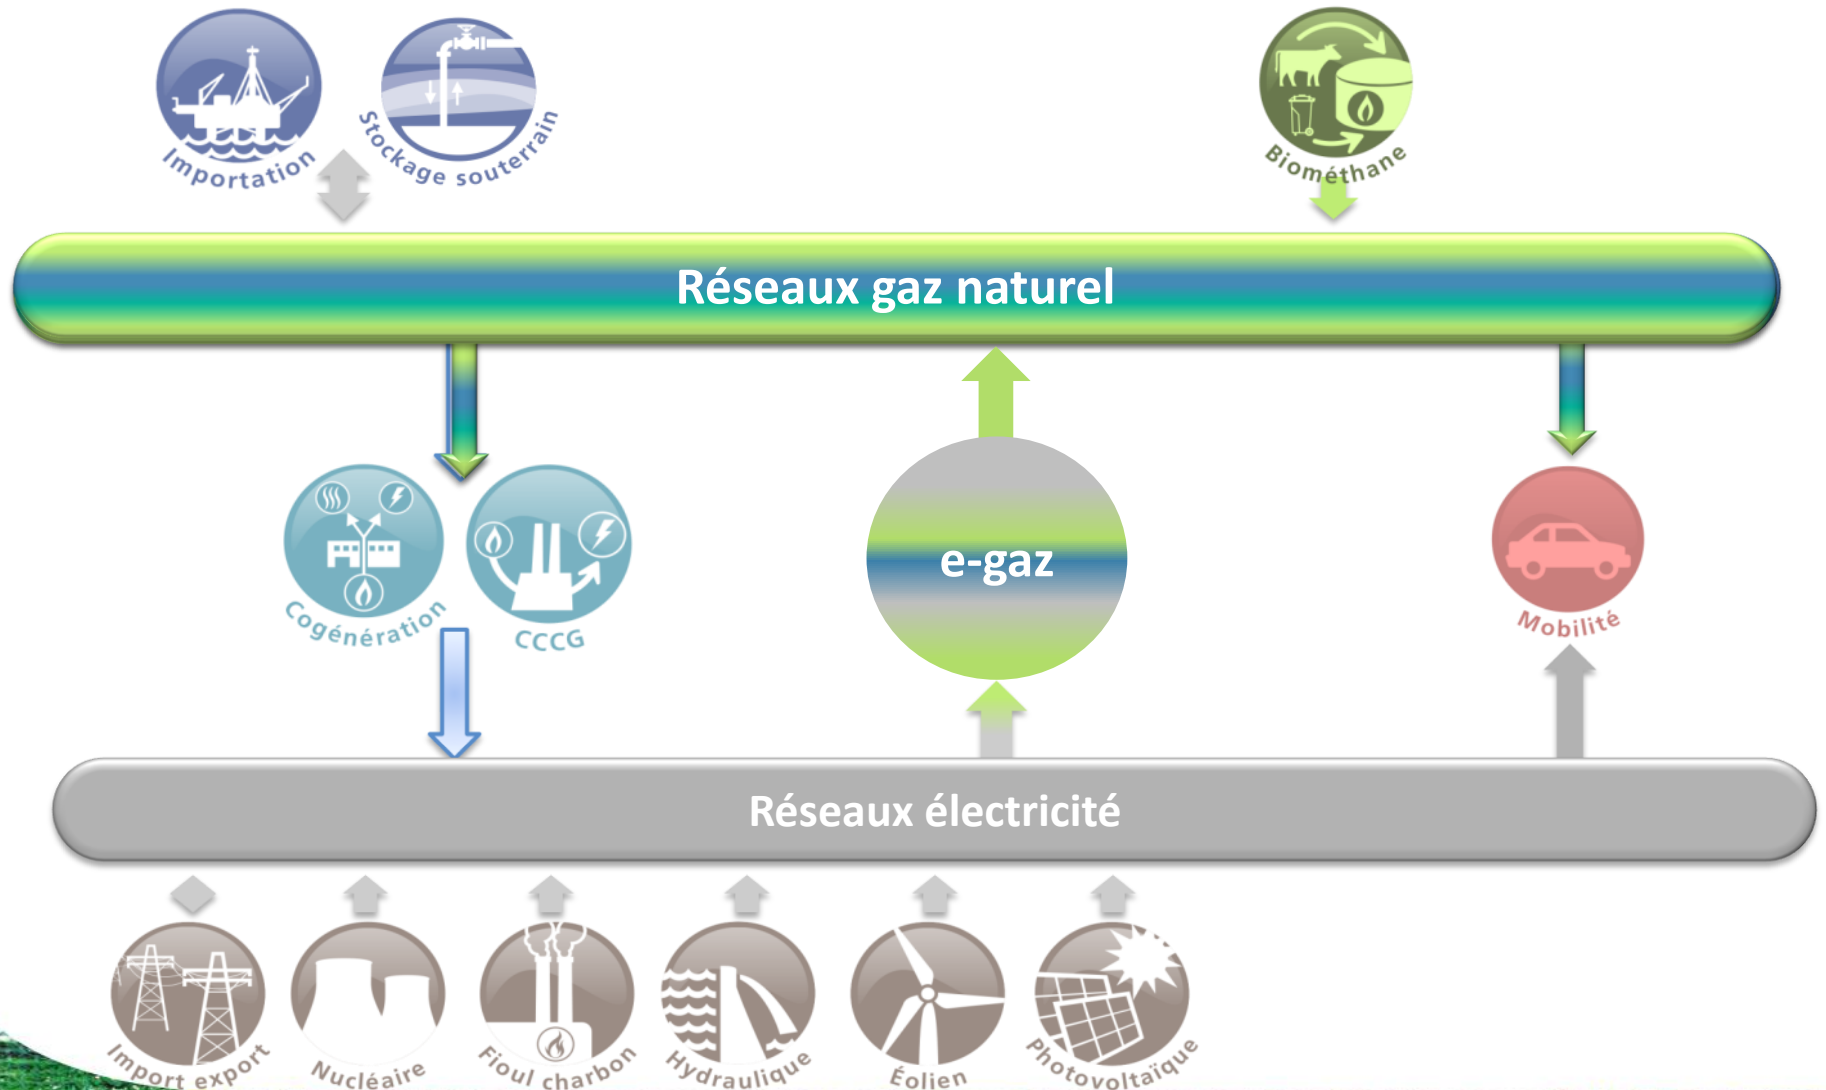 Importation
Stockage souterrain
Biométhane
Réseaux gaz naturel
Cogénération
CCCG
e-gaz
Mobilité
Réseaux électricité
Import export
Nucléaire
Fioul charbon
Hydraulique
Éolien
Photovoltaïque